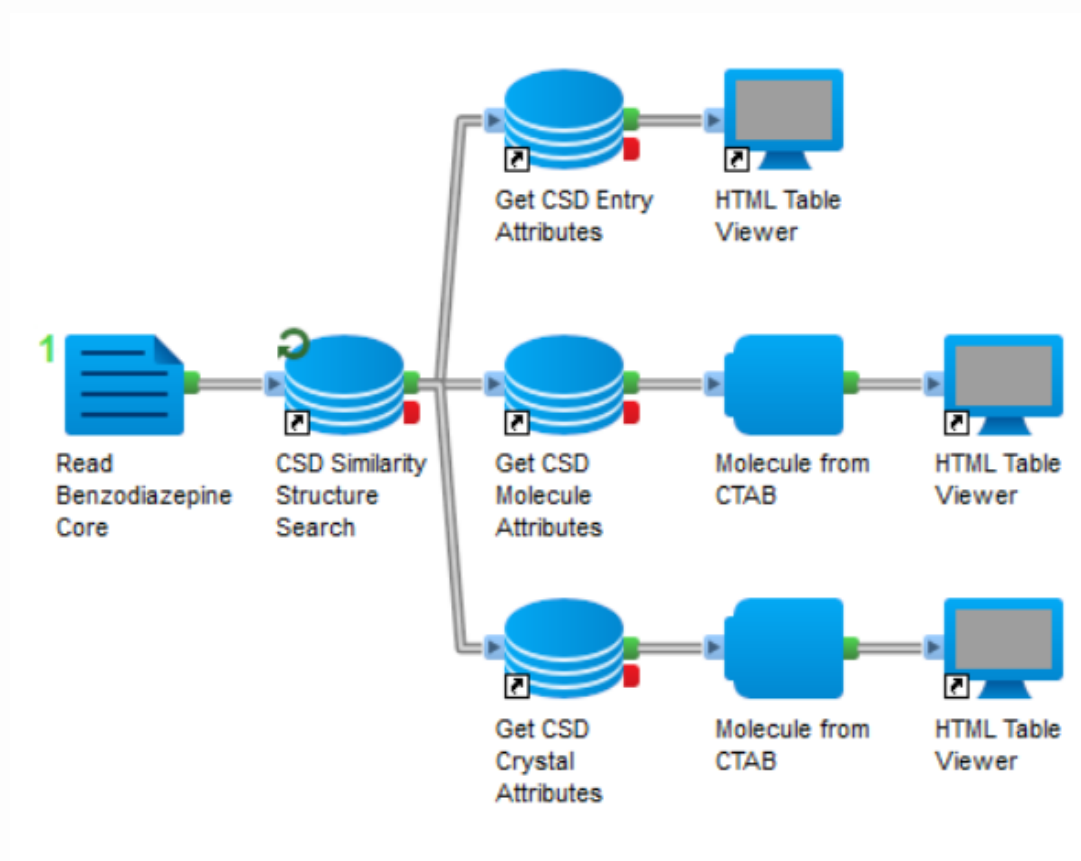 Get CSD Entry
Attributes
HTML Table
Viewer
1
Read
Benzodiazepine
Core
CSD Similarity
Structure
Search
Get CSD
Molecule
Attributes
Molecule from
CTAB
HTML Table
Viewer
Get CSD
Crystal
Attributes
Molecule from
CTAB
HTML Table
Viewer